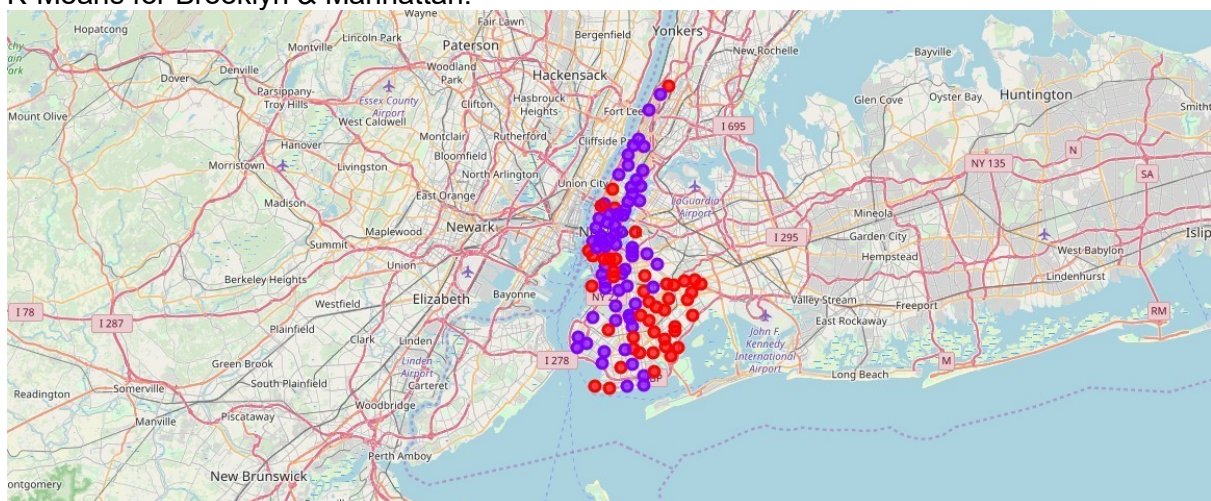 K-Means for Brooklyn & Manhattan:
Hopatcong
Wayne
Fair Lawn
Bergenfield
Yonkers
Montville
Lincoln Park
Paterson
New Rochelle
Bayville
Dover
Denville
Woodland Park
Hackensack
Parsippany-Troy Hills
Essex County Airport
Clifton
Hasbrouck Heights
Glen Cove
Oyster Bay
Huntington
Mount Olive
West Caldwell
Fort Lee
Hanover
Montclair
Rutherford
I 695
Morristown
Livingston
Bloomfield
Cliffside
NY 135
N
North Arlington
SA
East Orange
Union City
LaGuardia Airport
Madison
Mineola
Newark
I 295
Garden City
Maplewood
West Babylon
Islip
Summit
Hempstead
Berkeley Heights
Union
Lindenhurst
Westfield
Elizabeth
Bayonne
NY 2
Valley Stream
Freeport
I 78
I 287
East Rockaway
RM
Plainfield
Linden
John F. Kennedy International Airport
Clark
Green Brook
I 278
M
Long Beach
Linden Airport
South Plainfield
Somerville
Carteret
Readington
Woodbridge
Manville
Piscataway
Perth Amboy
New Brunswick